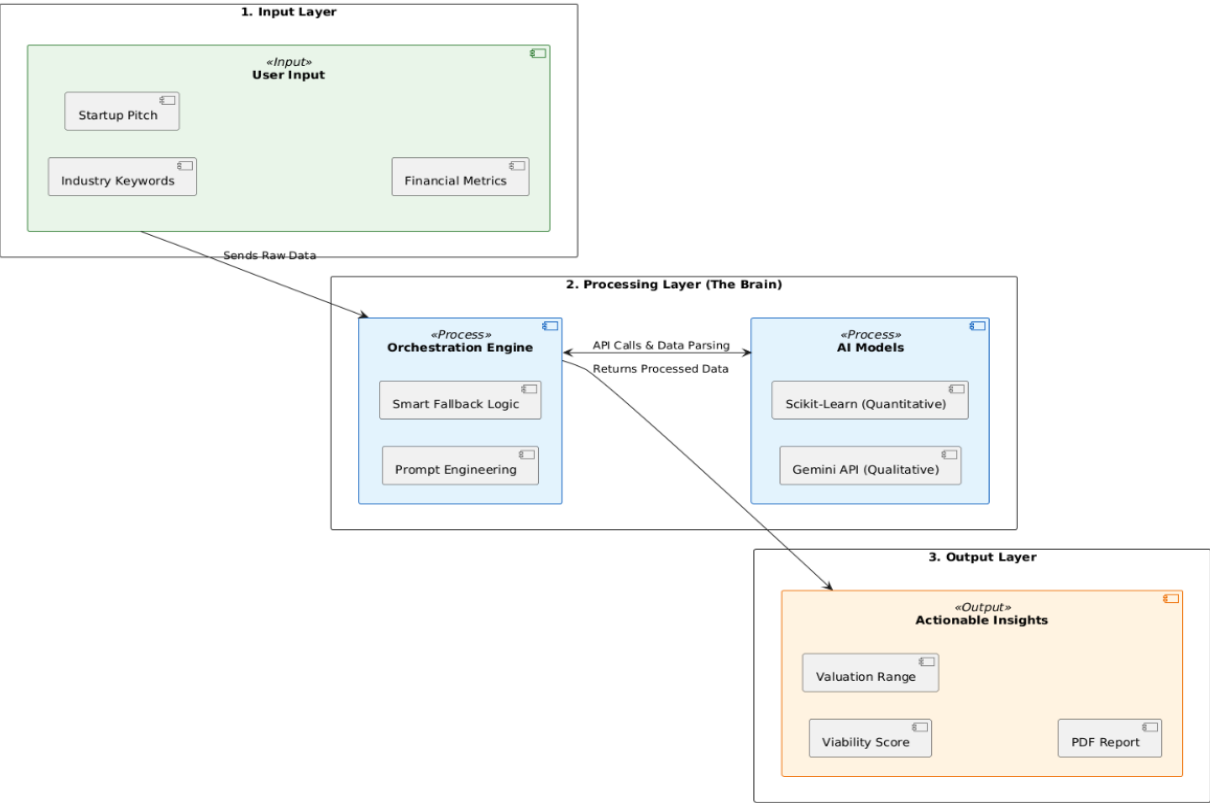 1. Input Layer
«Input»
User Input
Startup Pitch
Industry Keywords
Financial Metrics
Sends Raw Data
2. Processing Layer (The Brain)
«Process»
Orchestration Engine
Smart Fallback Logic
Prompt Engineering
API Calls & Data Parsing
Returns Processed Data
«Process»
AI Models
Scikit-Learn (Quantitative)
Gemini API (Qualitative)
3. Output Layer
«Output»
Actionable Insights
Valuation Range
Viability Score
PDF Report